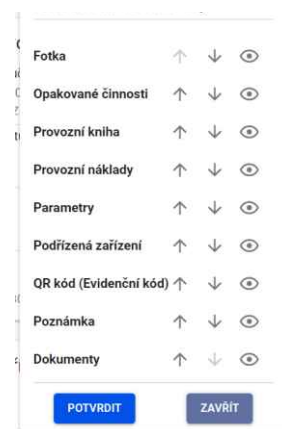 Fotka
Opakované činnosti
Provozní kniha
Provozní náklady
Parametry
Podřízená zařízení
QR kód (Evidenční kód)
Poznámka
Dokumenty
POTVRDIT ZAVŘÍT